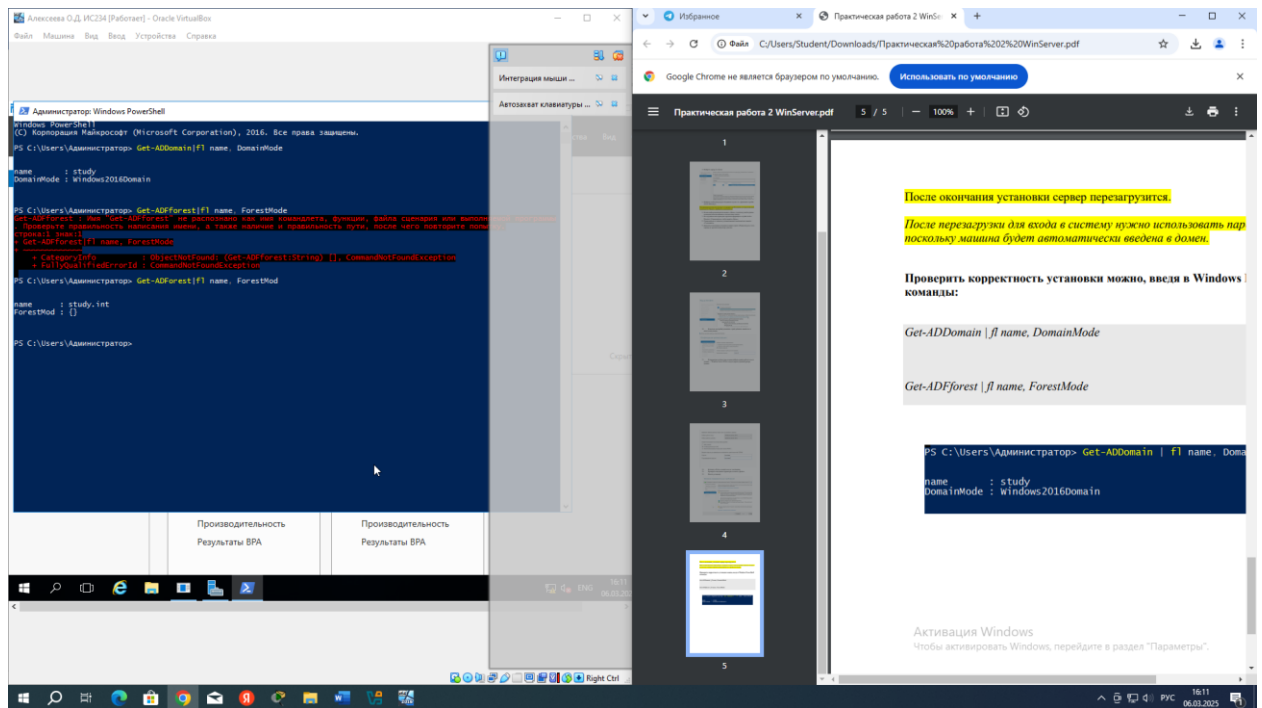 Алексеева О.Д. ИС234 [Работает] - Oracle VirtualBox
Файл Машина Вид Ввод Устройства Справка
Интеграция мыши ...
Автозахват клавиатуры ...
Администратор: Windows PowerShell
Windows PowerShell
(C) Корпорация Майкрософт (Microsoft Corporation), 2016. Все права защищены.
PS C:\Users\Администратор> Get-ADDomain|fl name, DomainMode
name : study
DomainMode : Windows2016Domain
PS C:\Users\Администратор> Get-ADFforest|fl name, ForestMode
Get-ADFforest : Имя "Get-ADFforest" не распознано как имя командлета, функции, файла сценария или выполн
. Проверьте правильность написания имени, а также наличие и правильность пути, после чего повторите попы
строка:1 знак:1
+ Get-ADFforest|fl name, ForestMode
+ ~~~~~~~~~~~~~
+ CategoryInfo : ObjectNotFound: (Get-ADFforest:String) [], CommandNotFoundException
+ FullyQualifiedErrorId : CommandNotFoundException
PS C:\Users\Администратор> Get-ADForest|fl name, ForestMod
name : study.int
ForestMod : {}
PS C:\Users\Администратор>
Вид
Скрыт
Производительность
Результаты BPA
Производительность
Результаты BPA
ENG
16:11
06.03.202
Right Ctrl
Избранное
Практическая работа 2 WinSe
Файл
C:/Users/Student/Downloads/Практическая%20работа%202%20WinServer.pdf
Google Chrome не является браузером по умолчанию.
Использовать по умолчанию
Практическая работа 2 WinServer.pdf
5 / 5
100%
1
2
3
4
5
После окончания установки сервер перезагрузится.
После перезагрузки для входа в систему нужно использовать пар
поскольку машина будет автоматически введена в домен.
Проверить корректность установки можно, введя в Windows
команды:
Get-ADDomain | fl name, DomainMode
Get-ADFforest | fl name, ForestMode
PS C:\Users\Администратор> Get-ADDomain | fl name, Doma
name : study
DomainMode : Windows2016Domain
Активация Windows
Чтобы активировать Windows, перейдите в раздел "Параметры".
РУС
16:11
06.03.2025